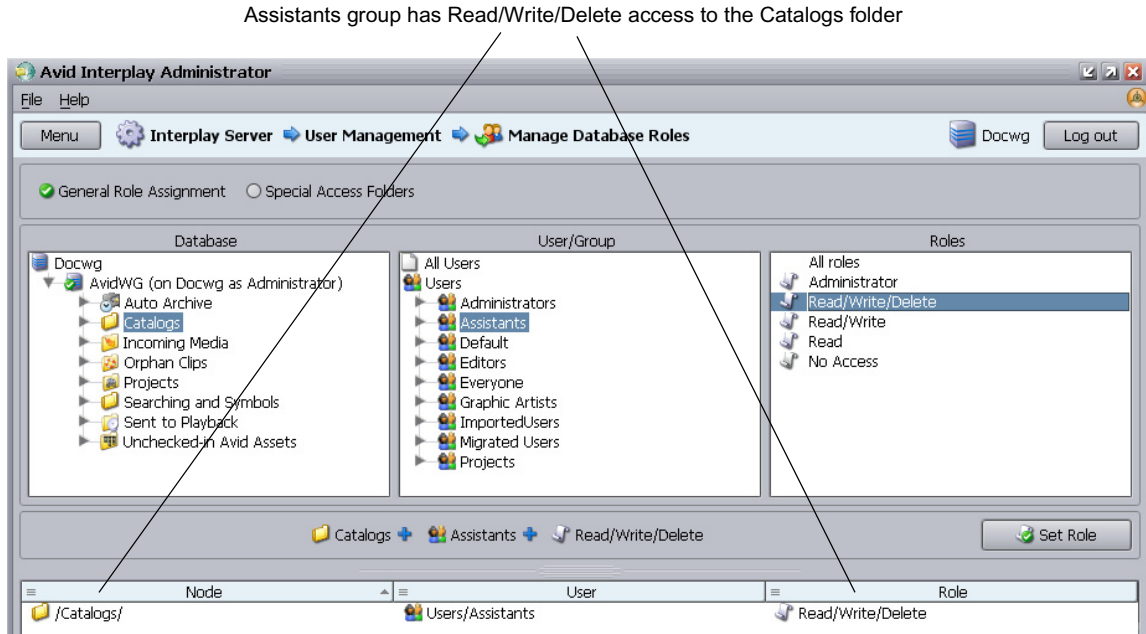 Assistants group has Read/Write/Delete access to the Catalogs folder
Avid Interplay Administrator
File Help
Menu Interplay Server User Management Manage Database Roles Docwg Log out
General Role Assignment Special Access Folders
Database
Docwg
AvidWG (on Docwg as Administrator)
Auto Archive
Catalogs
Incoming Media
Orphan Clips
Projects
Searching and Symbols
Sent to Playback
Unchecked-in Avid Assets
User/Group
All Users
Users
Administrators
Assistants
Default
Editors
Everyone
Graphic Artists
ImportedUsers
Migrated Users
Projects
Roles
All roles
Administrator
Read/Write/Delete
Read/Write
Read
No Access
Catalogs + Assistants + Read/Write/Delete Set Role
Node User Role
/Catalogs/ Users/Assistants Read/Write/Delete